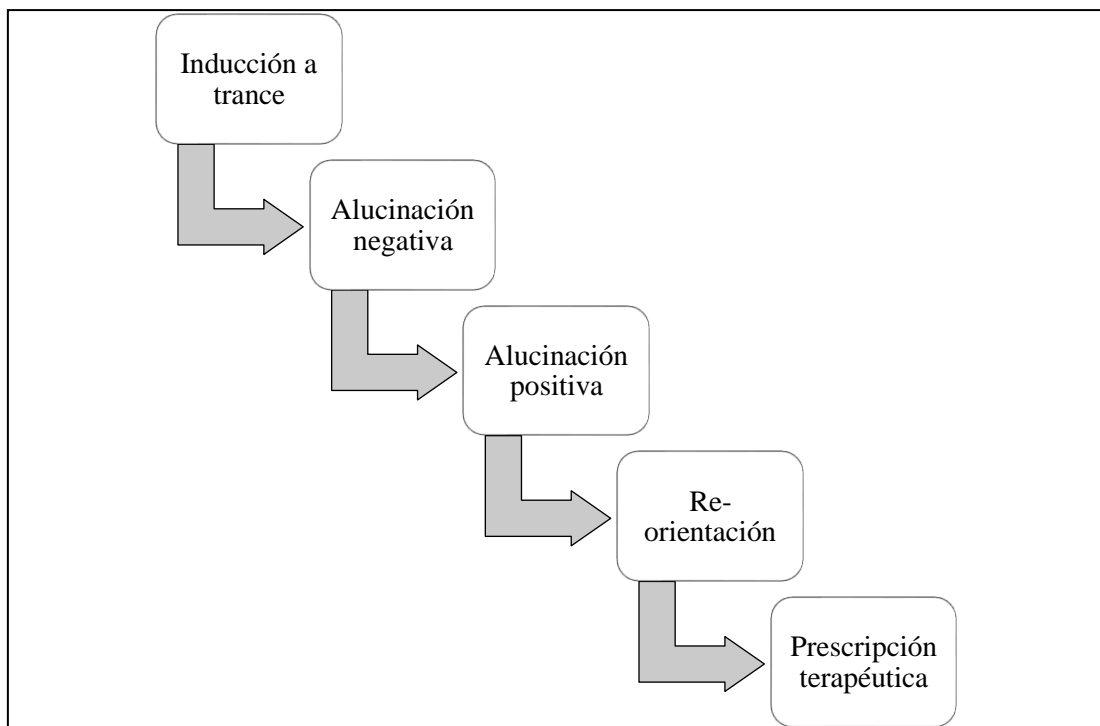 Inducción a
trance
Alucinación
negativa
Alucinación
positiva
Re-
orientación
Prescripción
terapéutica